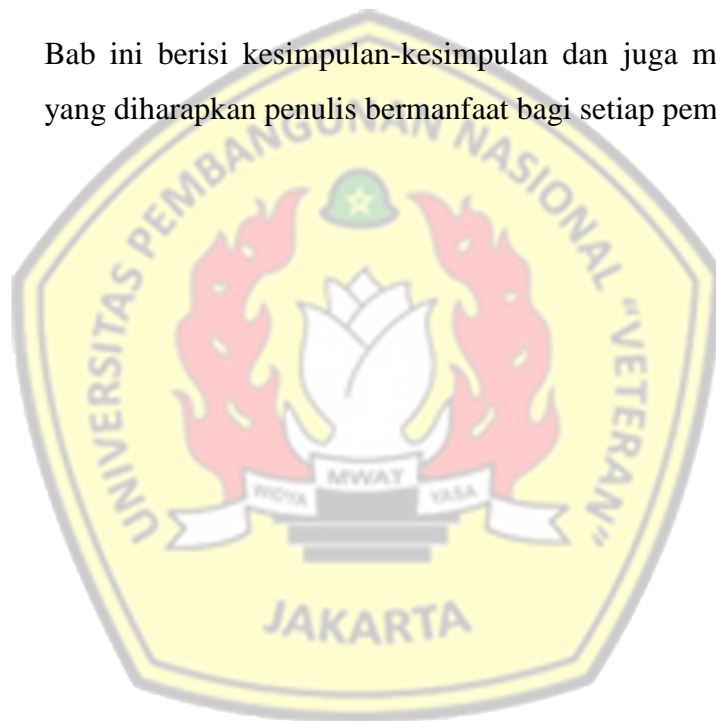 Bab ini berisi kesimpulan-kesimpulan dan juga
yang diharapkan penulis bermanfaat bagi setiap
UNIVERSITAS PEMBANGUNAN NASIONAL "VETERAN"
WIDYA MWAT YASA
JAKARTA